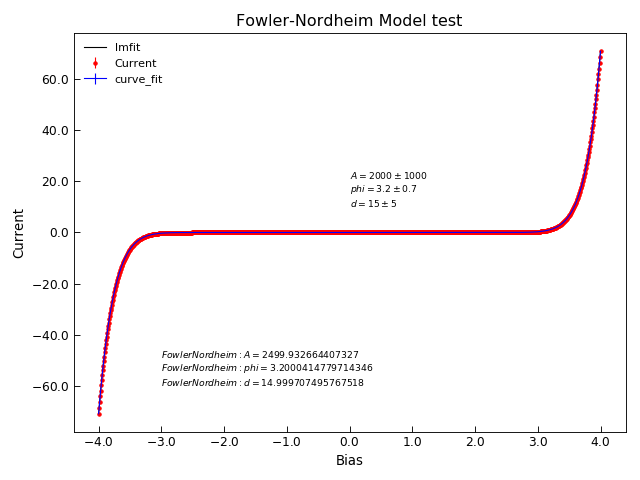 Fowler-Nordheim Model test
lmfit
Current
curve_fit
60.0
40.0
20.0
0.0
−20.0
−40.0
−60.0
Current
A = 2000 ± 1000
phi = 3.2 ± 0.7
d = 15 ± 5
FowlerNordheim: A = 2499.932664407327
FowlerNordheim: phi = 3.2000414779714346
FowlerNordheim: d = 14.999707495767518
−4.0 −3.0 −2.0 −1.0 0.0 1.0 2.0 3.0 4.0
Bias